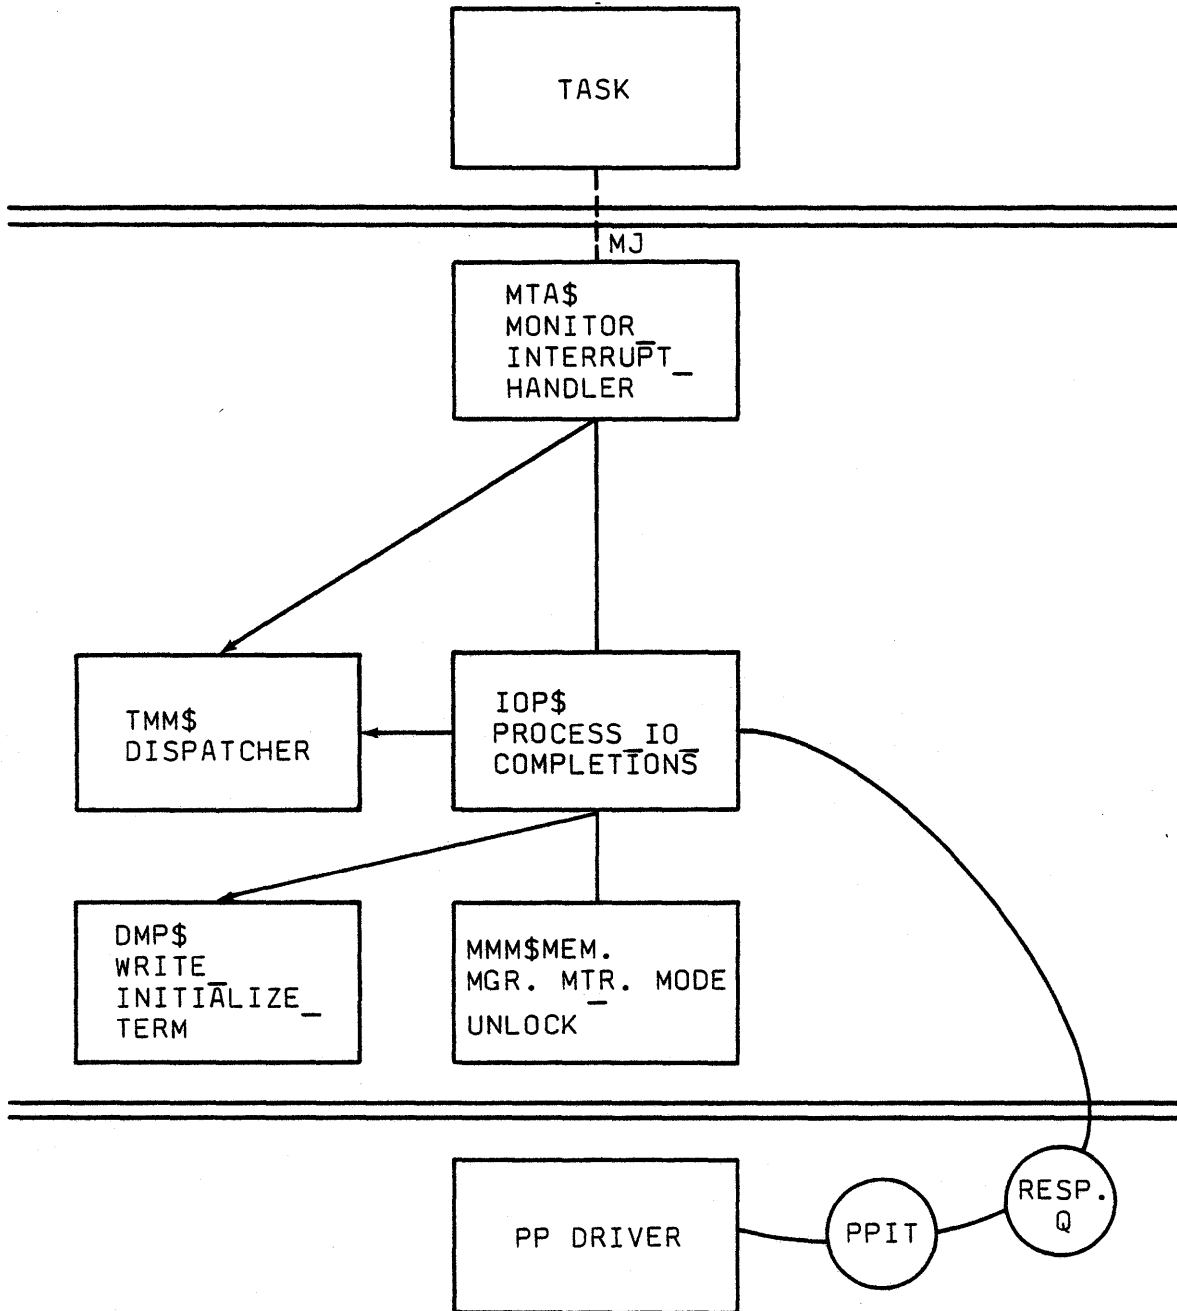 TASK
MJ
MTA$
MONITOR_
INTERRUPT_
HANDLER
TMM$
DISPATCHER
IOP$
PROCESS_IO_
COMPLETIONS
DMP$
WRITE_
INITIALIZE_
TERM
MMM$MEM.
MGR. MTR. MODE_
UNLOCK
PP DRIVER
PPIT
RESP.
Q